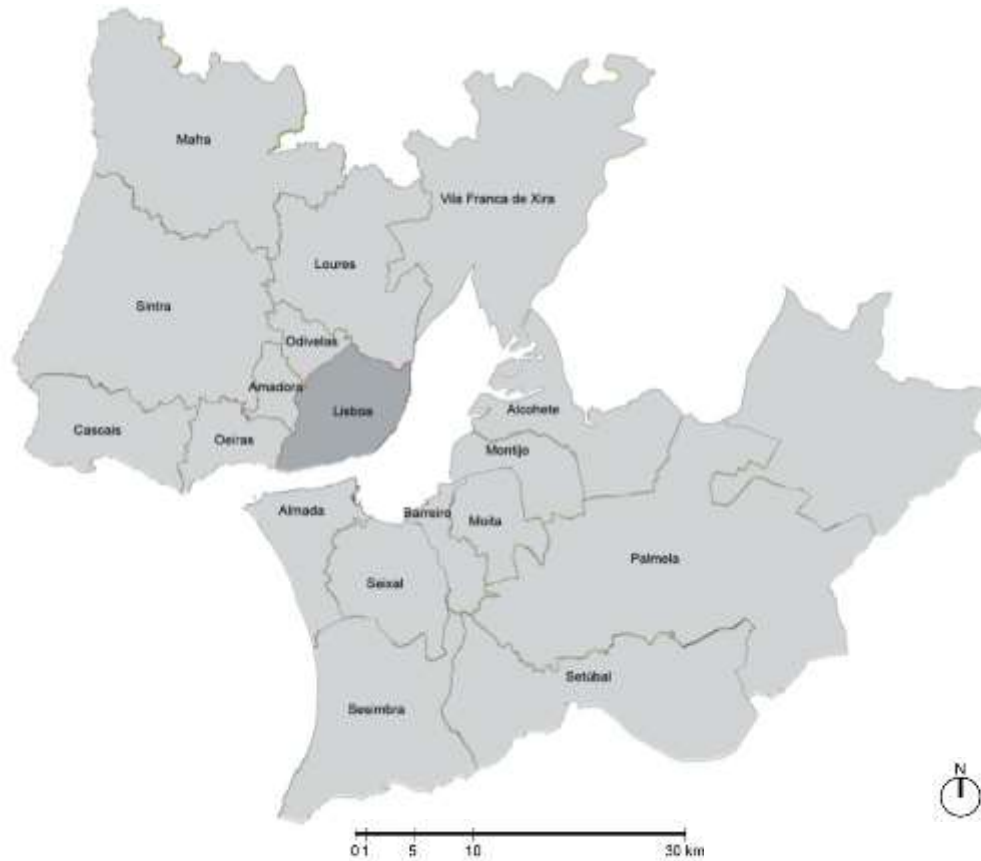 Mafra
Vila Franca de Xira
Loures
Sintra
Odivelas
Amadora
Lisboa
Alcohete
Cascais
Oeiras
Montijo
Almada
Barreiro
Moita
Palmela
Seixal
Setúbal
Sesimbra
N
0 1 5 10 30 km